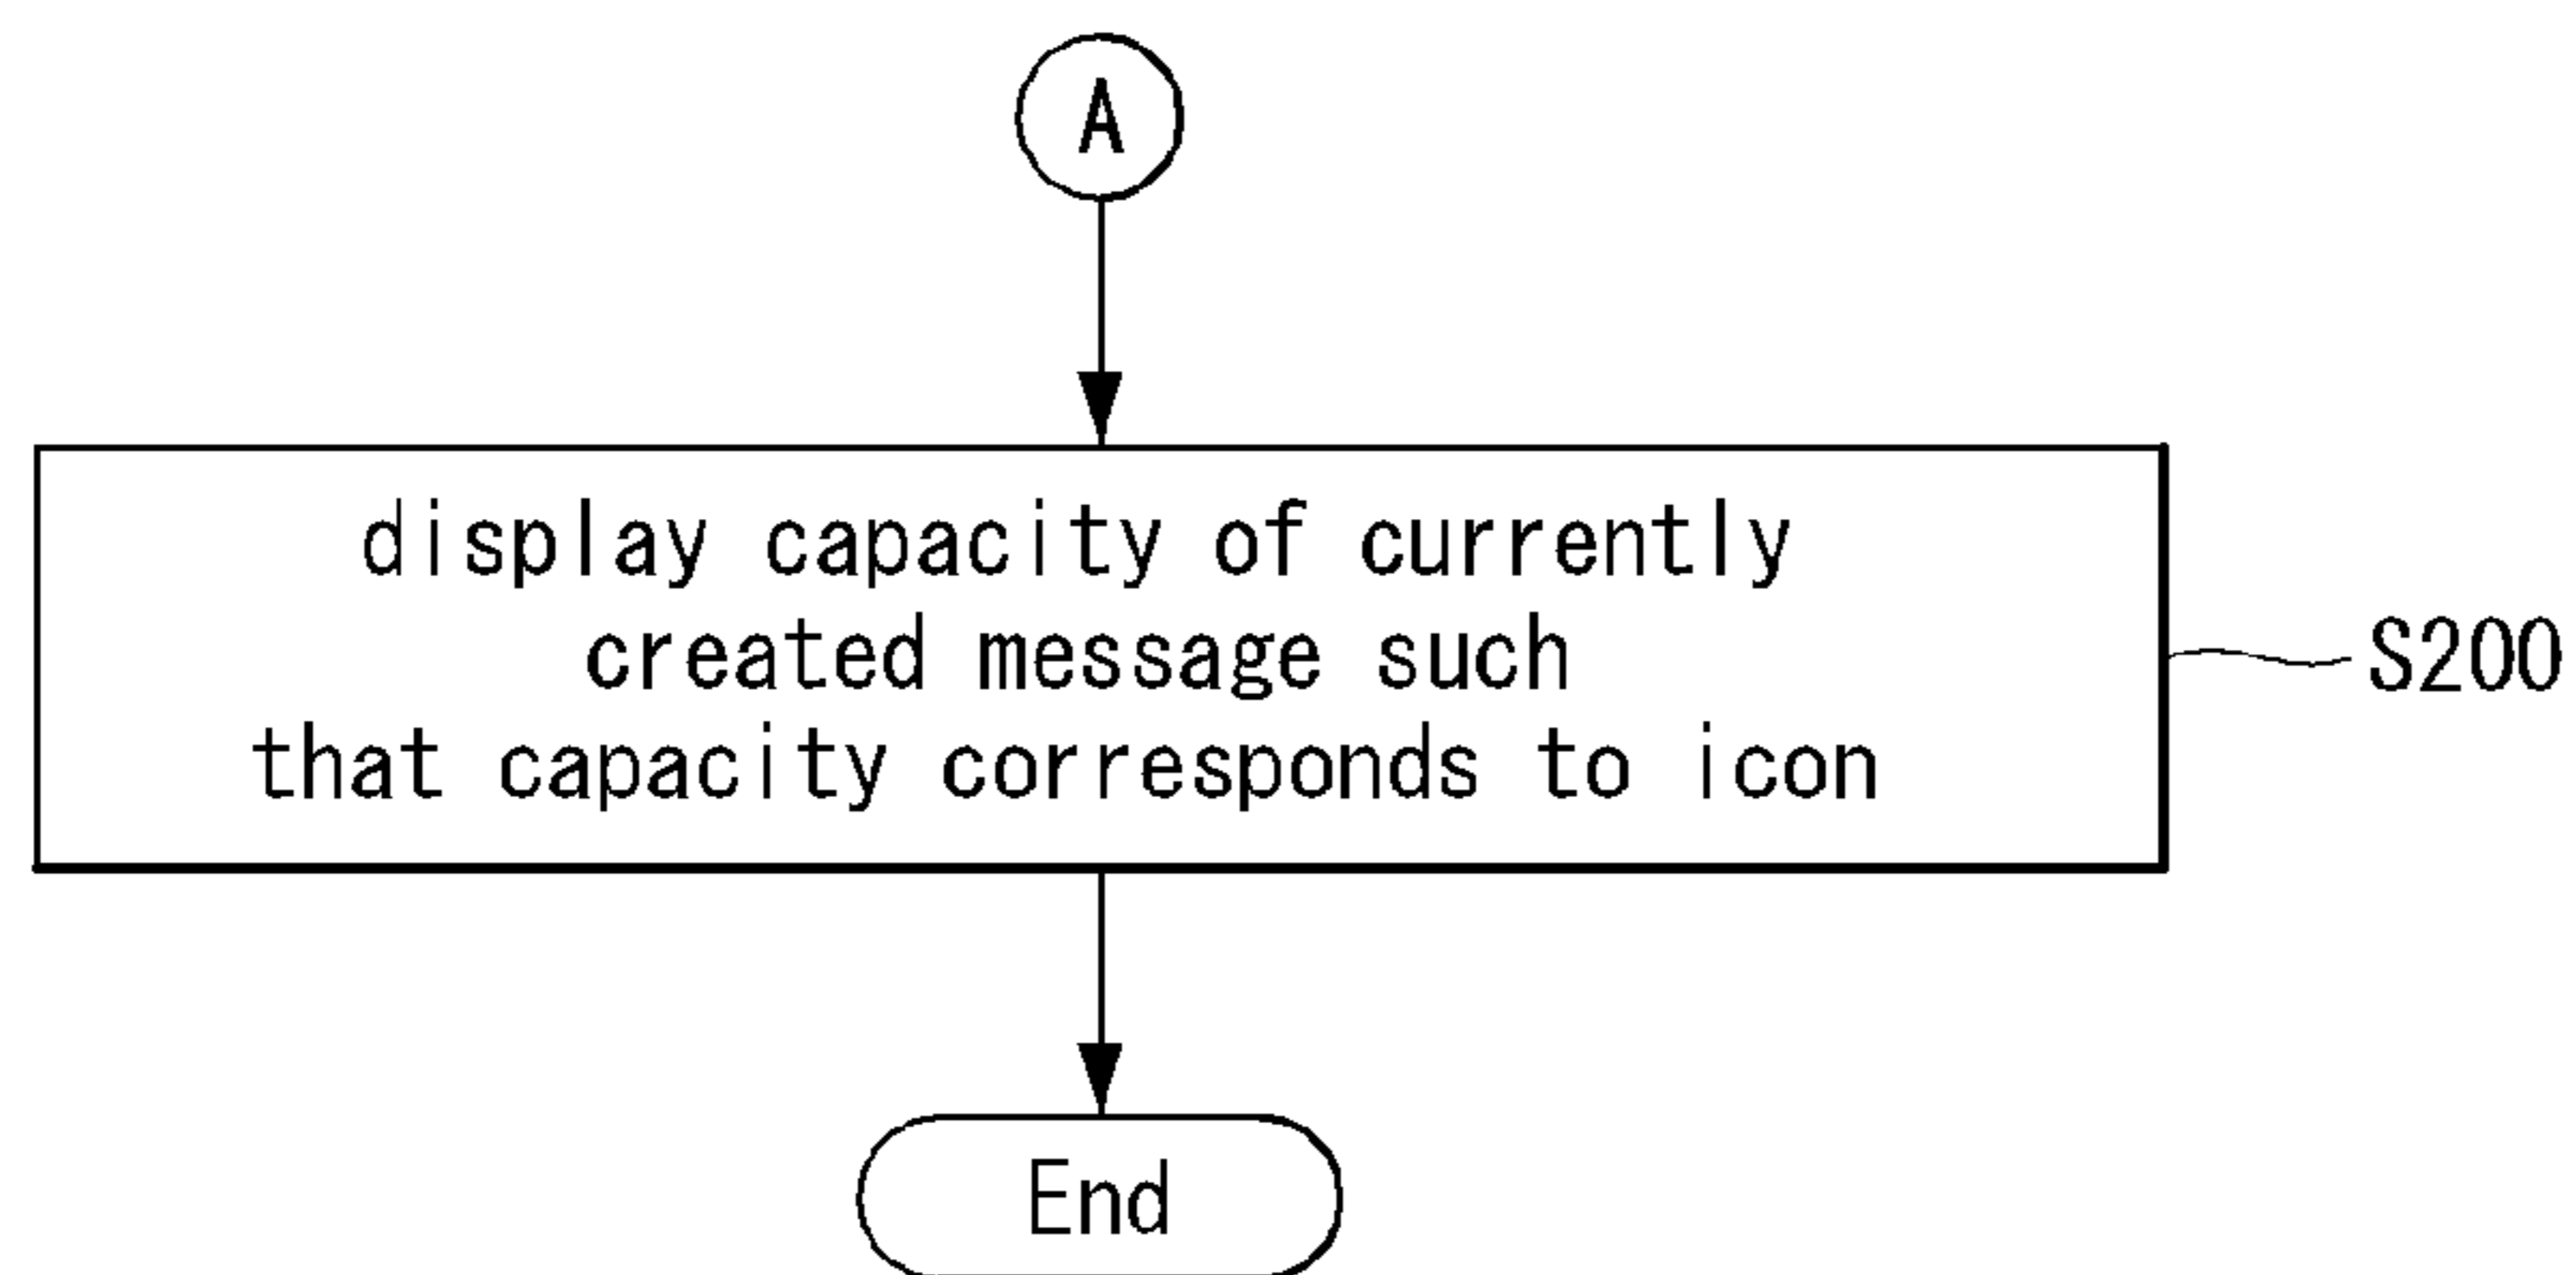 A
display capacity of currently
created message such
that capacity corresponds to icon
S200
End